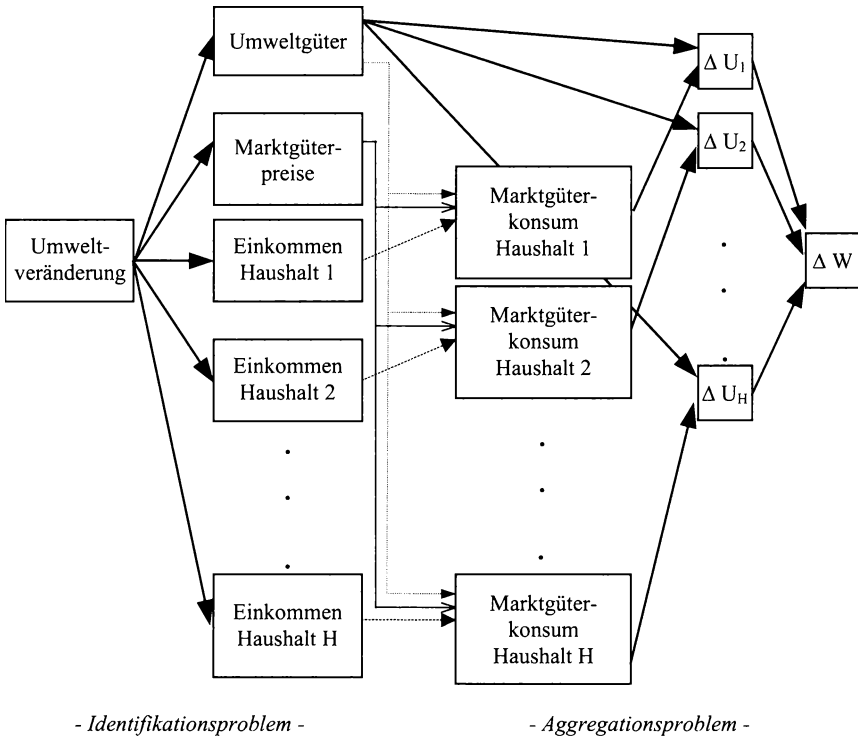 Umweltgüter
Marktgüter-
preise
Umwelt-
veränderung
Einkommen
Haushalt 1
Einkommen
Haushalt 2
Einkommen
Haushalt H
Marktgüter-
konsum
Haushalt 1
Marktgüter-
konsum
Haushalt 2
Marktgüter-
konsum
Haushalt H
Δ U₁
Δ U₂
Δ U_H
Δ W
- Identifikationsproblem -
- Aggregationsproblem -